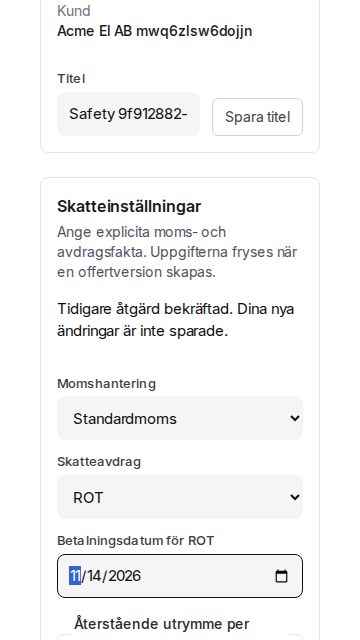 Kund
Acme El AB mwq6zlsw6dojjn
Titel
Safety 9f912882-
Spara titel
Skatteinställningar
Ange explicita moms- och
avdragsfakta. Uppgifterna fryses när
en offertversion skapas.
Tidigare åtgärd bekräftad. Dina nya
ändringar är inte sparade.
Momshantering
Standardmoms
Skatteavdrag
ROT
Betalningsdatum för ROT
11/14/2026
Återstående utrymme per